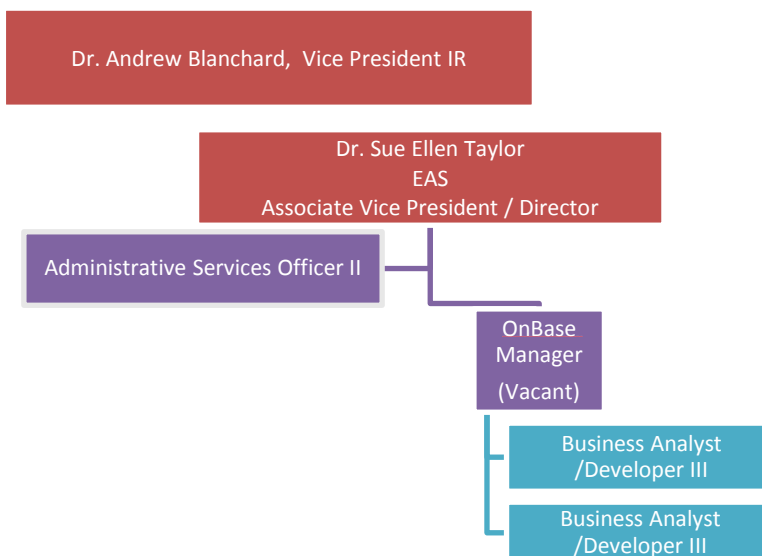 Dr. Andrew Blanchard,  Vice President IR
Dr. Sue Ellen Taylor
EAS
Associate Vice President / Director
Administrative Services Officer II
OnBase
Manager
(Vacant)
Business Analyst
/Developer III
Business Analyst
/Developer III